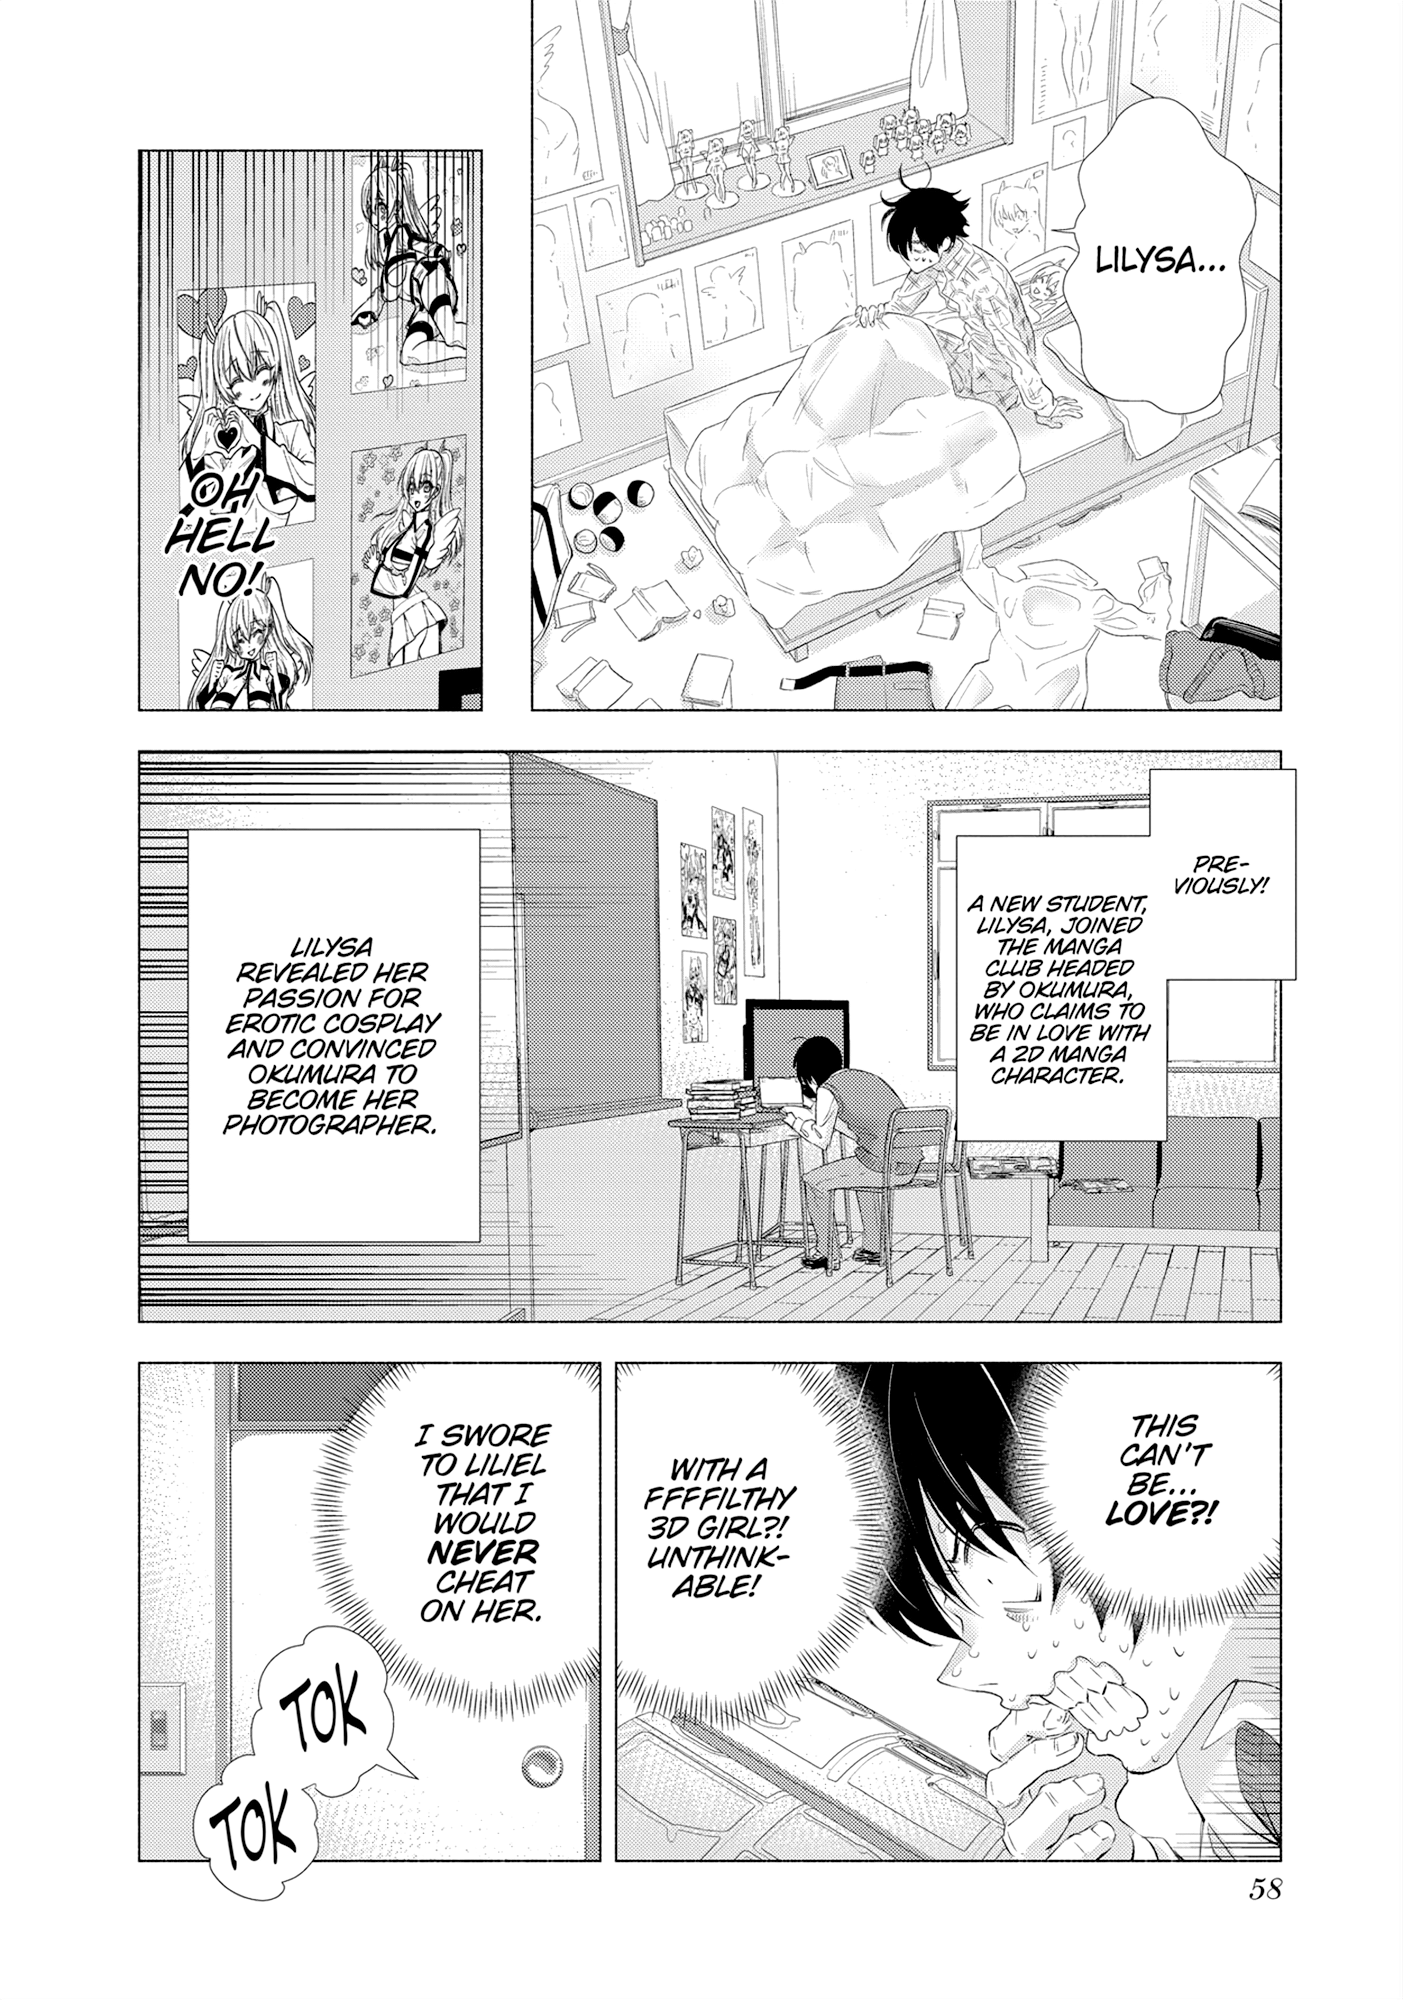 LILYSA...
OH
HELL
NO!
PRE-
VIOUSLY!
A NEW STUDENT,
LILYSA, JOINED
THE MANGA
CLUB HEADED
BY OKUMURA,
WHO CLAIMS TO
BE IN LOVE WITH
A 2D MANGA
CHARACTER.
LILYSA
REVEALED HER
PASSION FOR
EROTIC COSPLAY
AND CONVINCED
OKUMURA TO
BECOME HER
PHOTOGRAPHER.
THIS
CAN'T
BE...
LOVE?!
WITH A
FFFFILTHY
3D GIRL?!
UNTHINK-
ABLE!
I SWORE
TO LILIEL
THAT I
WOULD
NEVER
CHEAT
ON HER.
TOK
TOK
58